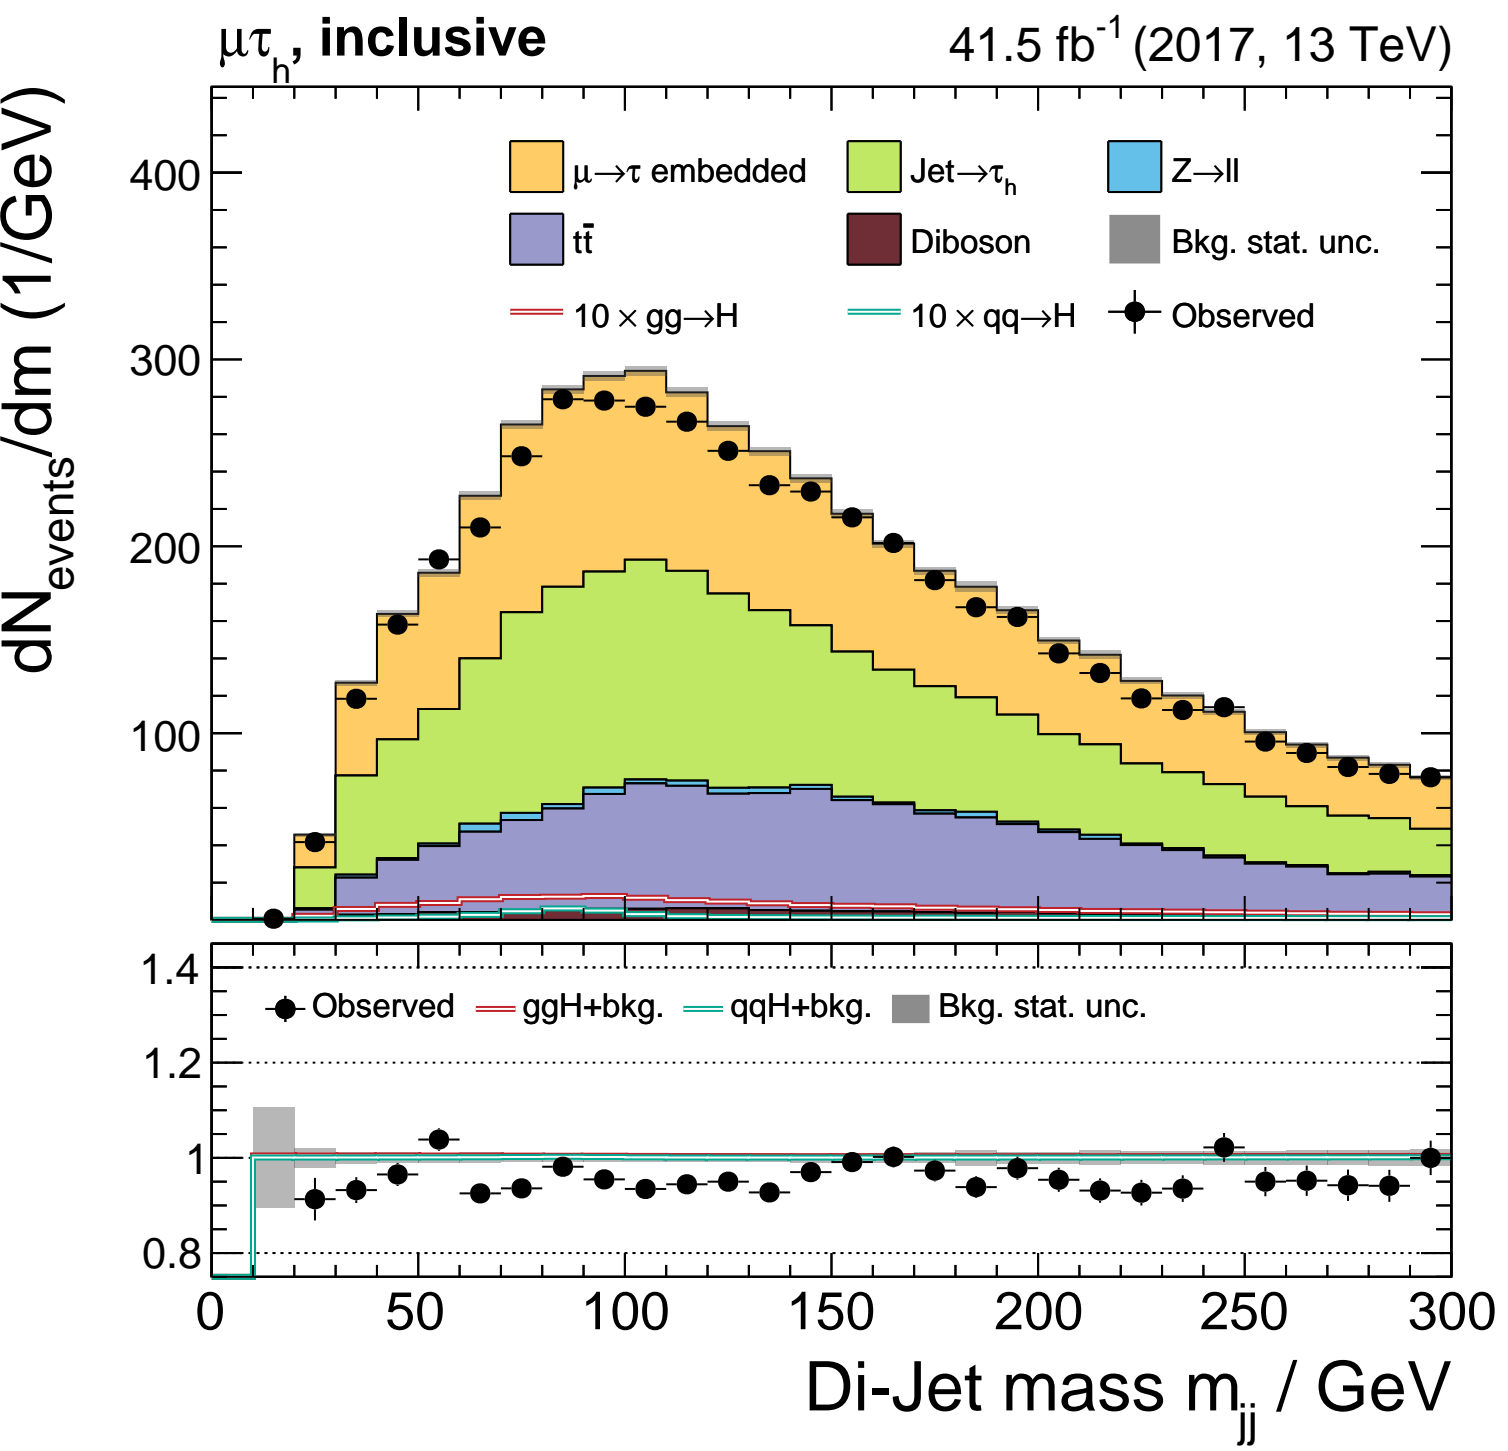 μτh, inclusive
41.5 fb-1 (2017, 13 TeV)
dNevents/dm (1/GeV)
400
300
200
100
μ→τ embedded
Jet→τh
Z→ll
tt̄
Diboson
Bkg. stat. unc.
10 × gg→H
10 × qq→H
Observed
1.4
1.2
1
0.8
Observed
ggH+bkg.
qqH+bkg.
Bkg. stat. unc.
0
50
100
150
200
250
300
Di-Jet mass mjj / GeV